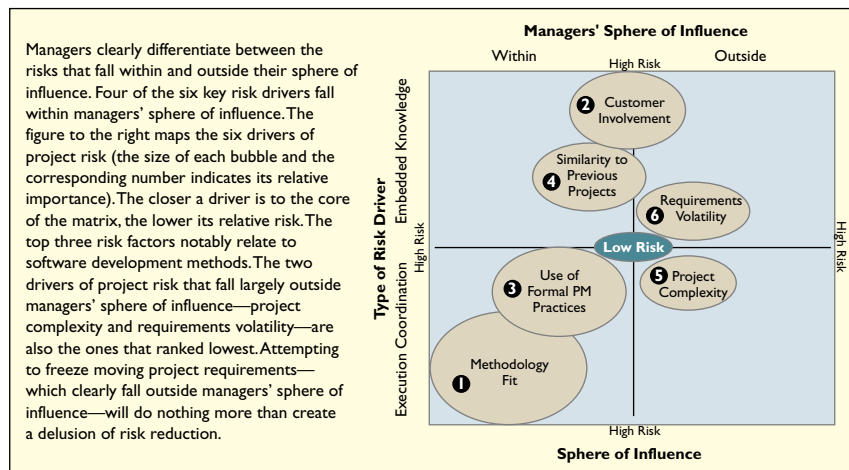 Managers clearly differentiate between the
risks that fall within and outside their sphere of
influence. Four of the six key risk drivers fall
within managers' sphere of influence. The
figure to the right maps the six drivers of
project risk (the size of each bubble and the
corresponding number indicates its relative
importance). The closer a driver is to the core
of the matrix, the lower its relative risk. The
top three risk factors notably relate to
software development methods. The two
drivers of project risk that fall largely outside
managers' sphere of influence—project
complexity and requirements volatility—are
also the ones that ranked lowest. Attempting
to freeze moving project requirements—
which clearly fall outside managers' sphere of
influence—will do nothing more than create
a delusion of risk reduction.
Managers' Sphere of Influence
Within
Outside
High Risk
Type of Risk Driver
Embedded Knowledge
Execution Coordination
High Risk
High Risk
2 Customer
Involvement
Similarity to
4 Previous
Projects
Requirements
6 Volatility
Low Risk
Use of
3 Formal PM
Practices
5 Project
Complexity
Methodology
1 Fit
High Risk
Sphere of Influence